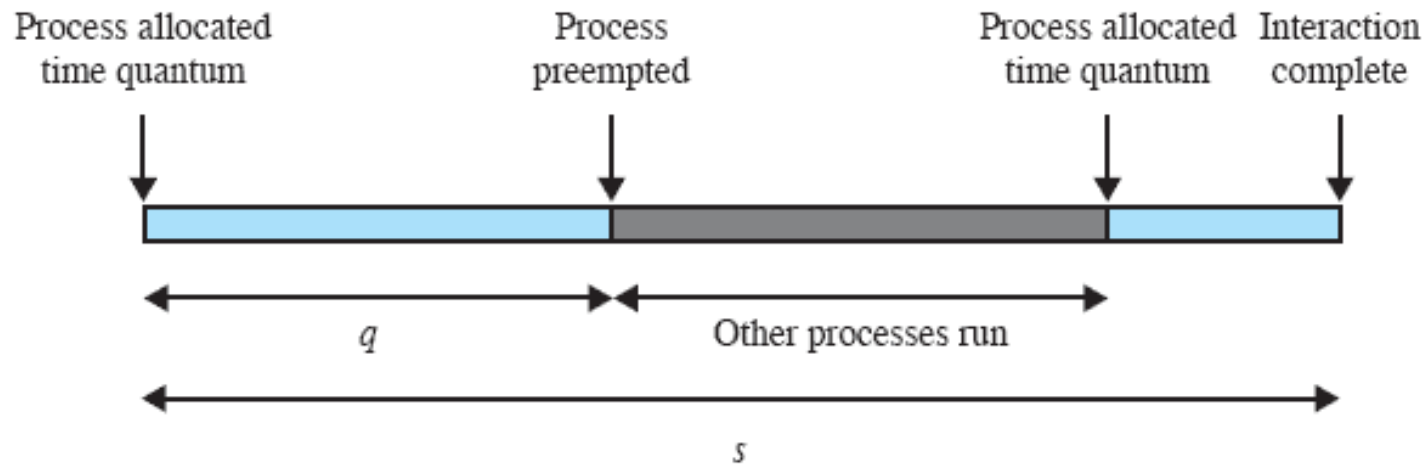 Process allocated
time quantum
Process
preempted
Process allocated
time quantum
Interaction
complete
q
Other processes run
s